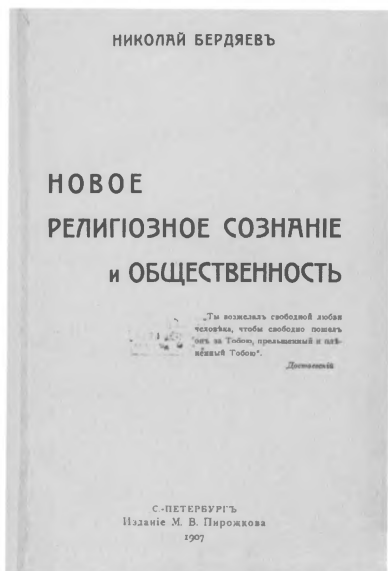 НИКОЛАЙ БЕРДЯЕВЪ
НОВОЕ
РЕЛИГІОЗНОЕ СОЗНАНІЕ
и ОБЩЕСТВЕННОСТЬ
„Ты возжелалъ свободной любви
человѣка, чтобы свободно пошелъ
онъ за Тобою, прельщенный и плѣ-
ненный Тобою“.
Достоевскій
С.-ПЕТЕРБУРГЪ
Изданіе М. В. Пирожкова
1907